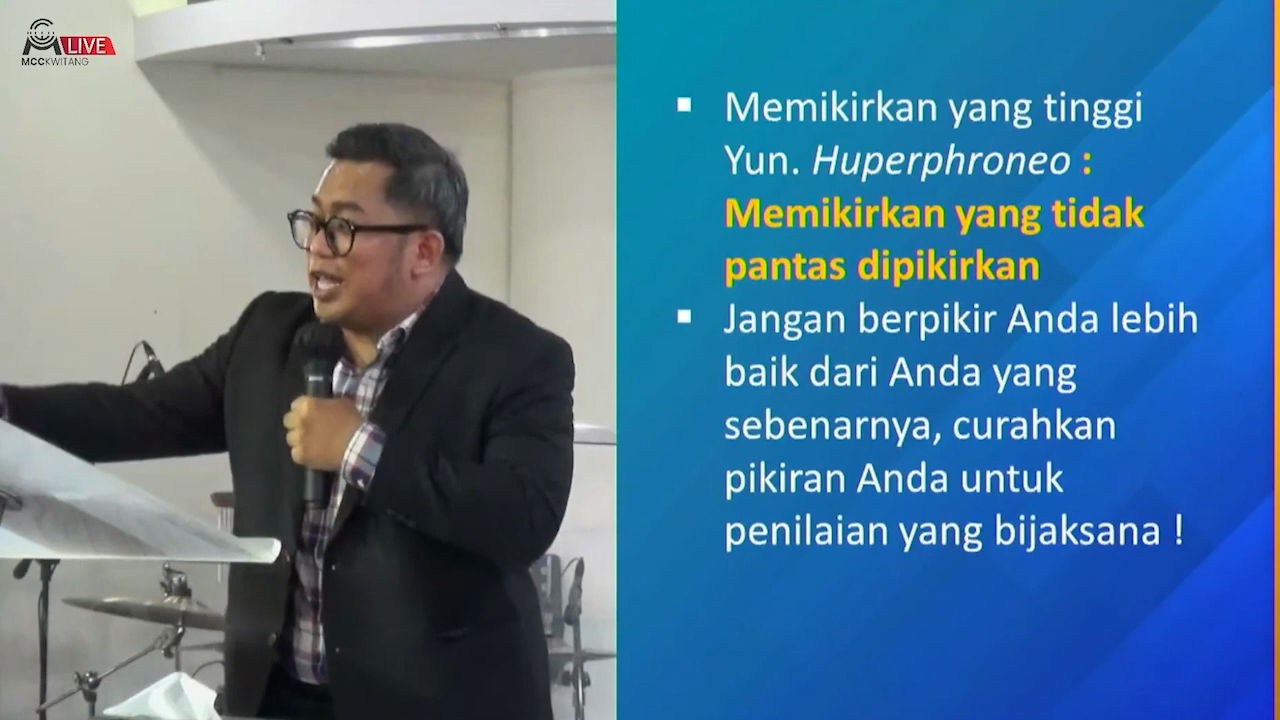 LIVE
MCCKWITANG
▪ Memikirkan yang tinggi
Yun. Huperphroneo :
Memikirkan yang tidak
pantas dipikirkan
▪ Jangan berpikir Anda lebih
baik dari Anda yang
sebenarnya, curahkan
pikiran Anda untuk
penilaian yang bijaksana !